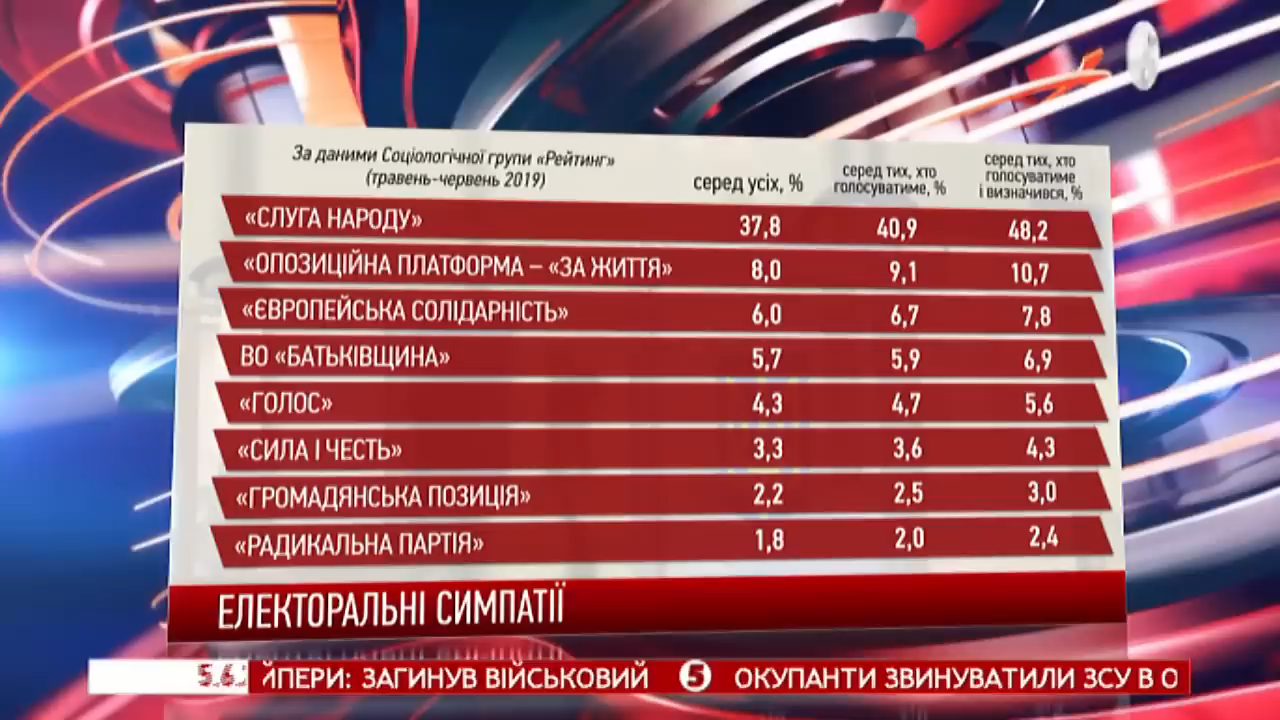 За даними Соціологічної групи «Рейтинг»
(травень-червень 2019)
серед усіх, %
серед тих, хто
голосуватиме, %
серед тих, хто
голосуватиме
і визначився, %
«СЛУГА НАРОДУ» 37,8 40,9 48,2
«ОПОЗИЦІЙНА ПЛАТФОРМА – «ЗА ЖИТТЯ» 8,0 9,1 10,7
«ЄВРОПЕЙСЬКА СОЛІДАРНІСТЬ» 6,0 6,7 7,8
ВО «БАТЬКІВЩИНА» 5,7 5,9 6,9
«ГОЛОС» 4,3 4,7 5,6
«СИЛА І ЧЕСТЬ» 3,3 3,6 4,3
«ГРОМАДЯНСЬКА ПОЗИЦІЯ» 2,2 2,5 3,0
«РАДИКАЛЬНА ПАРТІЯ» 1,8 2,0 2,4
ЕЛЕКТОРАЛЬНІ СИМПАТІЇ
ЙПЕРИ: ЗАГИНУВ ВІЙСЬКОВИЙ 5 ОКУПАНТИ ЗВИНУВАТИЛИ ЗСУ В О